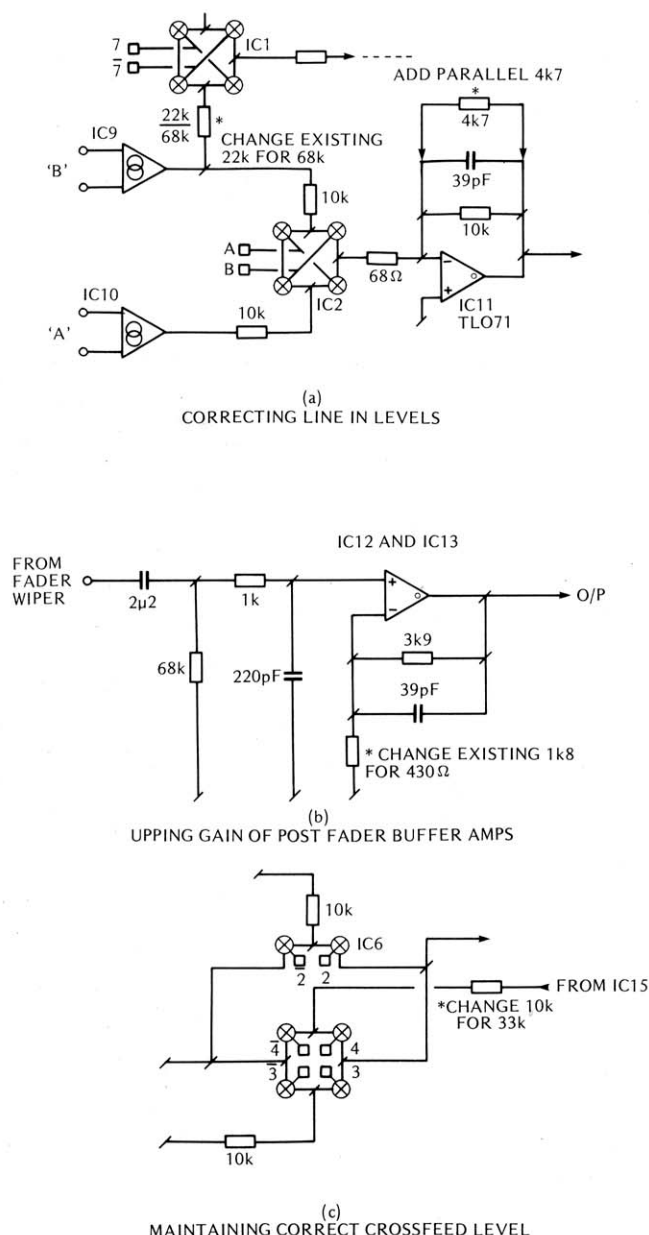 7
7̅
IC1
22k
68k
*
CHANGE EXISTING
22k FOR 68k
IC9
'B'
10k
A
B
IC2
68Ω
IC10
'A'
10k
ADD PARALLEL 4k7
*
4k7
39pF
10k
−
+
IC11
TLO71
(a)
CORRECTING LINE IN LEVELS
IC12 AND IC13
FROM
FADER
WIPER
2µ2
1k
68k
220pF
+
−
O/P
3k9
39pF
* CHANGE EXISTING 1k8
FOR 430Ω
(b)
UPPING GAIN OF POST FADER BUFFER AMPS
10k
IC6
2̅ 2
FROM IC15
*CHANGE 10k
FOR 33k
4̅ 4
3̅ 3
10k
(c)
MAINTAINING CORRECT CROSSFEED LEVEL